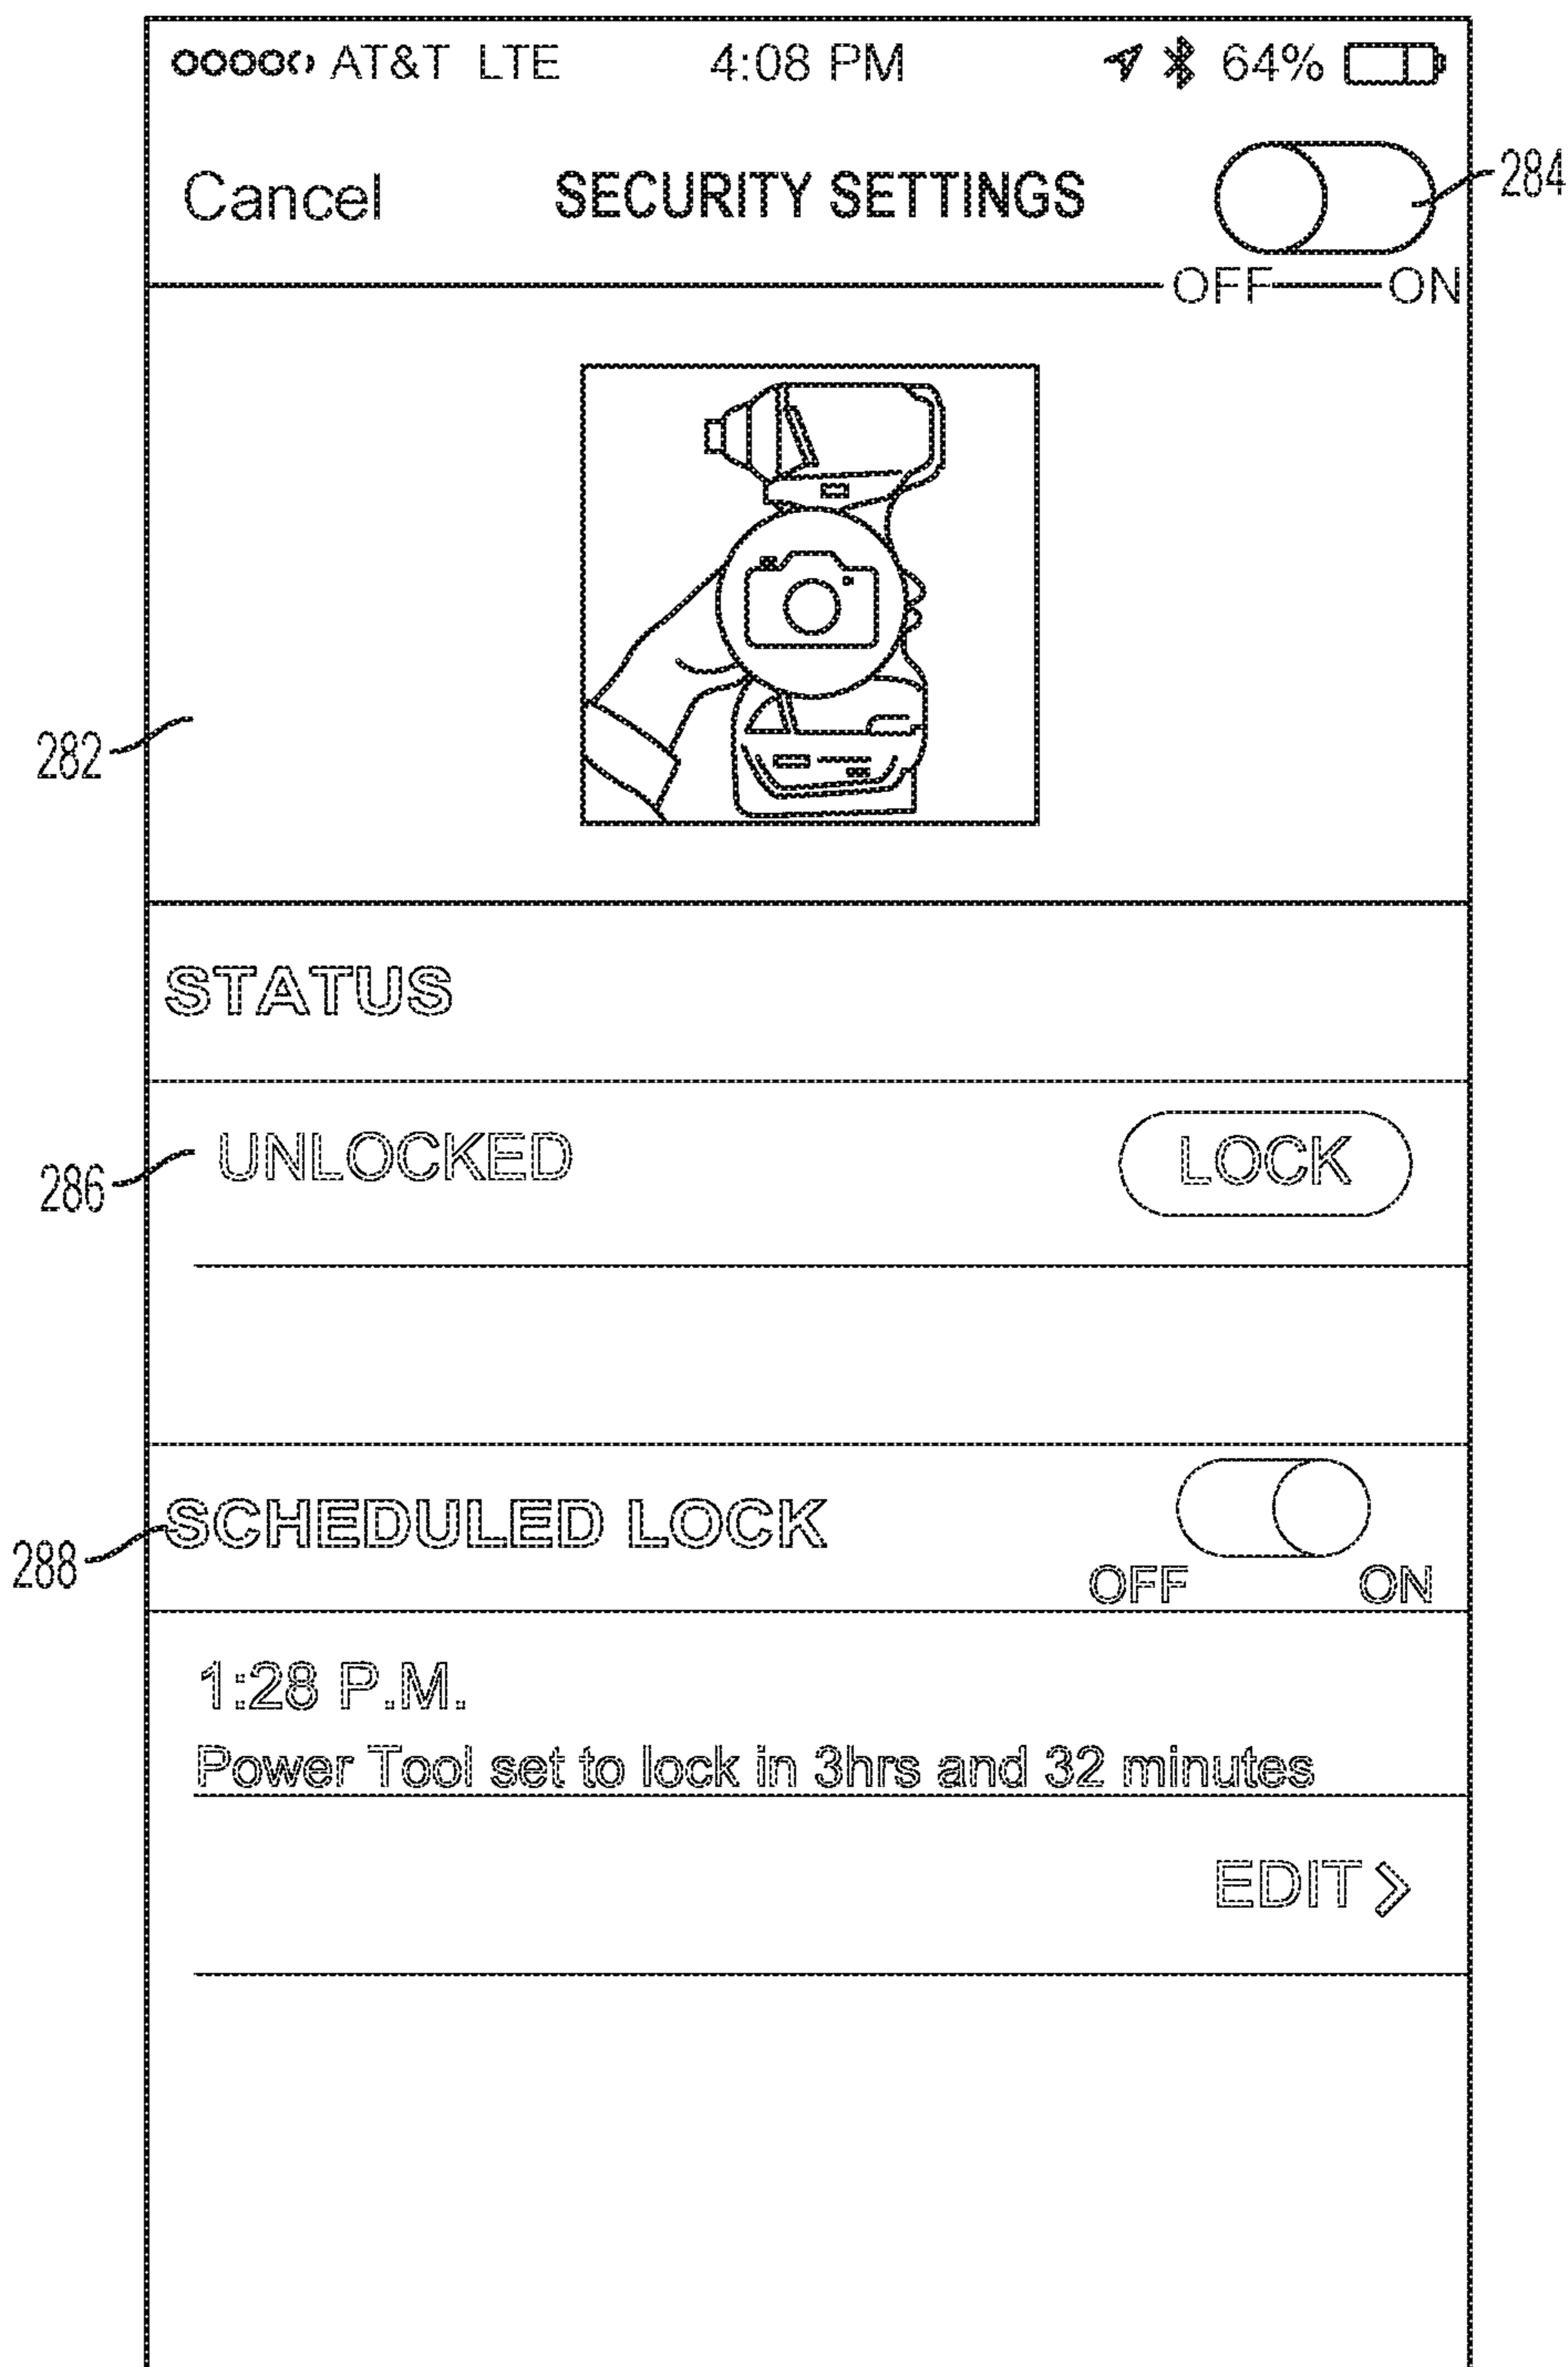 AT&T LTE 4:08 PM 64%
Cancel SECURITY SETTINGS 284
OFF ON
282
STATUS
286 UNLOCKED LOCK
288 SCHEDULED LOCK
OFF ON
1:28 P.M.
Power Tool set to lock in 3hrs and 32 minutes
EDIT >